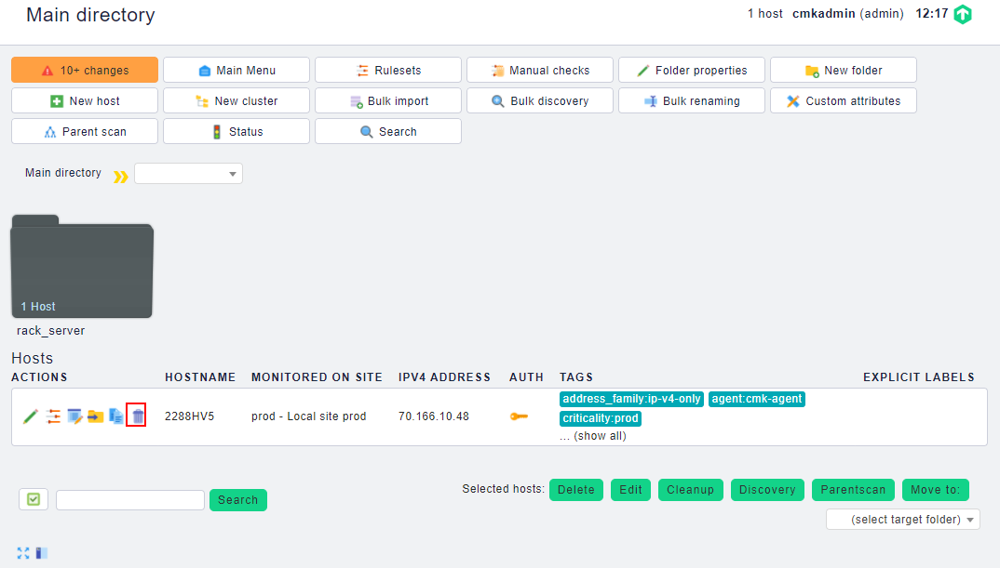 Main directory
1 host cmkadmin (admin) 12:17
10+ changes Main Menu Rulesets Manual checks Folder properties New folder
New host New cluster Bulk import Bulk discovery Bulk renaming Custom attributes
Parent scan Status Search
Main directory
1 Host
rack_server
Hosts
ACTIONS HOSTNAME MONITORED ON SITE IPV4 ADDRESS AUTH TAGS EXPLICIT LABELS
2288HV5 prod - Local site prod 70.166.10.48 address_family:ip-v4-only agent:cmk-agent
criticality:prod
... (show all)
Search Selected hosts: Delete Edit Cleanup Discovery Parentscan Move to:
(select target folder)